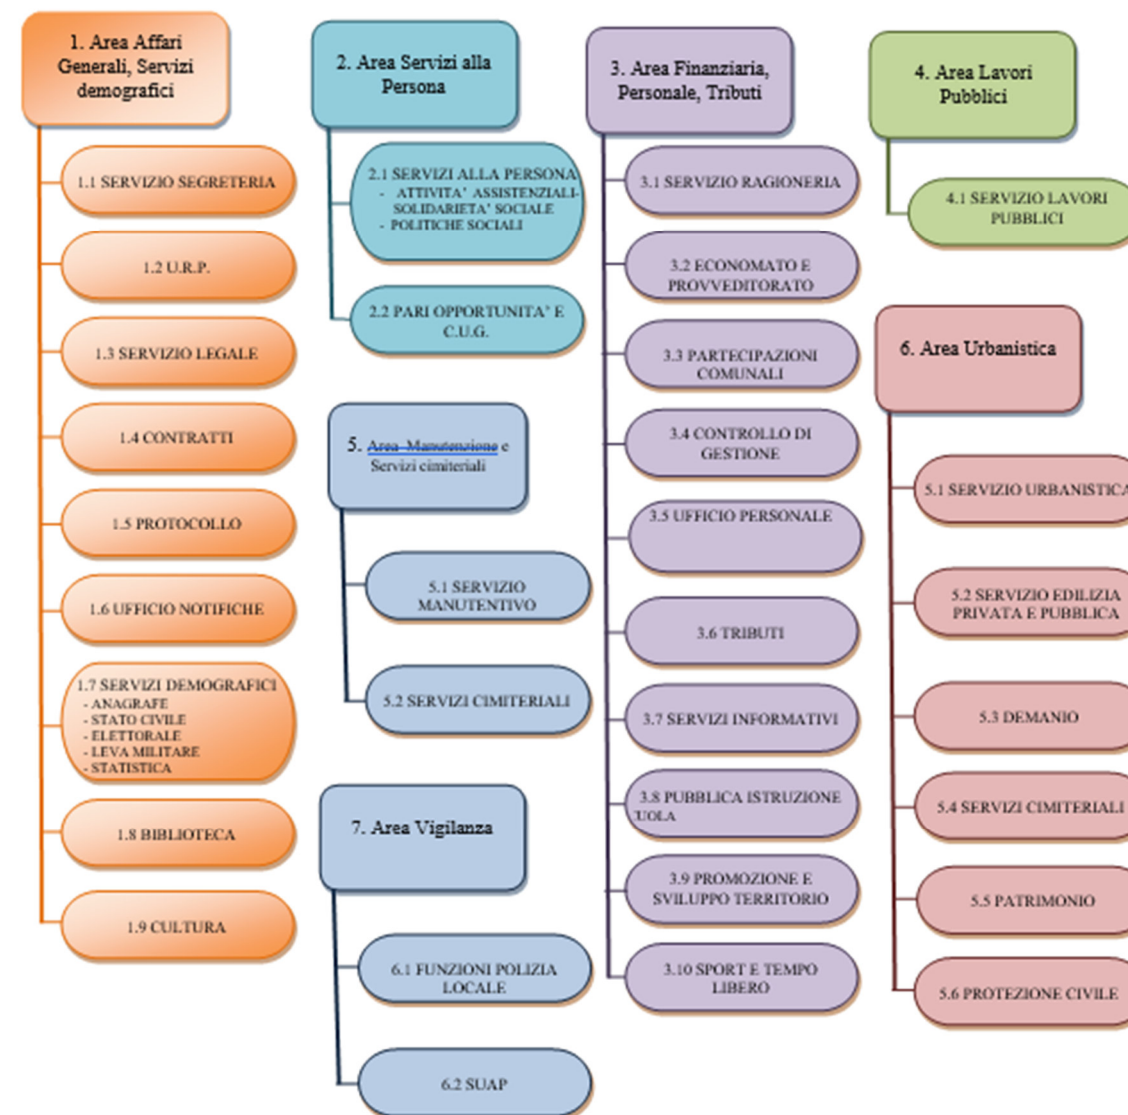 1. Area Affari
Generali, Servizi
demografici
1.1 SERVIZIO SEGRETERIA
1.2 U.R.P.
1.3 SERVIZIO LEGALE
1.4 CONTRATTI
1.5 PROTOCOLLO
1.6 UFFICIO NOTIFICHE
1.7 SERVIZI DEMOGRAFICI
- ANAGRAFE
- STATO CIVILE
- ELETTORALE
- LEVA MILITARE
- STATISTICA
1.8 BIBLIOTECA
1.9 CULTURA
2. Area Servizi alla
Persona
2.1 SERVIZI ALLA PERSONA
- ATTIVITA' ASSISTENZIALI-
SOLIDARIETA' SOCIALE
- POLITICHE SOCIALI
2.2 PARI OPPORTUNITA' E
C.U.G.
5. Area Manutenzione e
Servizi cimiteriali
5.1 SERVIZIO
MANUTENTIVO
5.2 SERVIZI CIMITERIALI
7. Area Vigilanza
6.1 FUNZIONI POLIZIA
LOCALE
6.2 SUAP
3. Area Finanziaria,
Personale, Tributi
3.1 SERVIZIO RAGIONERIA
3.2 ECONOMATO E
PROVVEDITORATO
3.3 PARTECIPAZIONI
COMUNALI
3.4 CONTROLLO DI
GESTIONE
3.5 UFFICIO PERSONALE
3.6 TRIBUTI
3.7 SERVIZI INFORMATIVI
3.8 PUBBLICA ISTRUZIONE
UOLA
3.9 PROMOZIONE E
SVILUPPO TERRITORIO
3.10 SPORT E TEMPO
LIBERO
4. Area Lavori
Pubblici
4.1 SERVIZIO LAVORI
PUBBLICI
6. Area Urbanistica
5.1 SERVIZIO URBANISTICA
5.2 SERVIZIO EDILIZIA
PRIVATA E PUBBLICA
5.3 DEMANIO
5.4 SERVIZI CIMITERIALI
5.5 PATRIMONIO
5.6 PROTEZIONE CIVILE